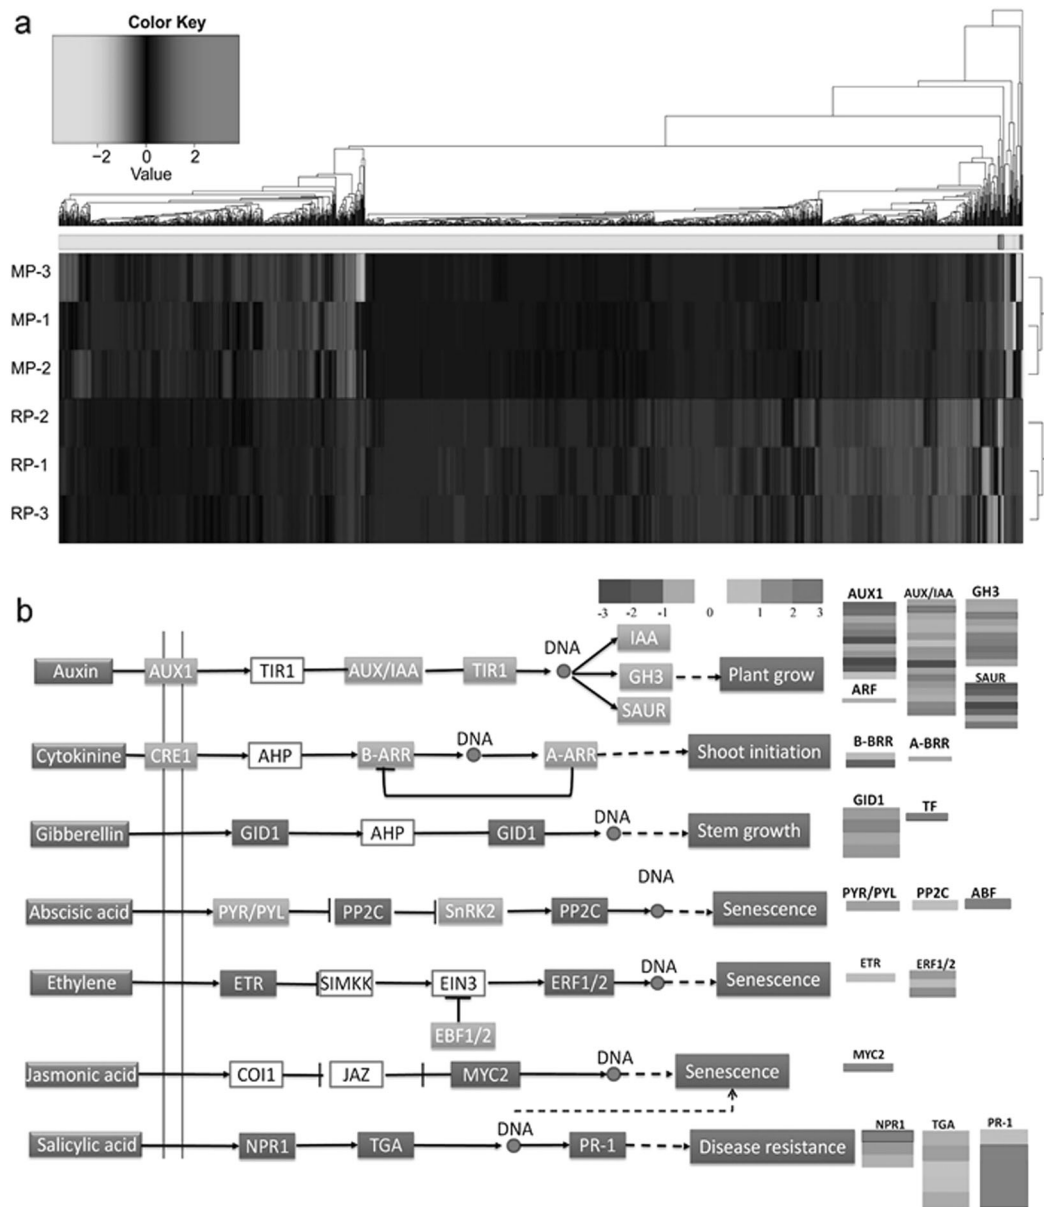 a
Color Key
−2 0 2
Value
MP-3
MP-1
MP-2
RP-2
RP-1
RP-3
b
-3 -2 -1 0 1 2 3
AUX1 AUX/IAA GH3
ARF SAUR
Auxin AUX1 TIR1 AUX/IAA TIR1 DNA IAA GH3 SAUR Plant grow
Cytokinine CRE1 AHP B-ARR DNA A-ARR Shoot initiation
B-BRR A-BRR
Gibberellin GID1 AHP GID1 DNA Stem growth
GID1 TF
Abscisic acid PYR/PYL PP2C SnRK2 PP2C DNA Senescence
PYR/PYL PP2C ABF
Ethylene ETR SIMKK EIN3 ERF1/2 DNA Senescence
EBF1/2
ETR ERF1/2
Jasmonic acid COI1 JAZ MYC2 DNA Senescence
MYC2
Salicylic acid NPR1 TGA DNA PR-1 Disease resistance
NPR1 TGA PR-1